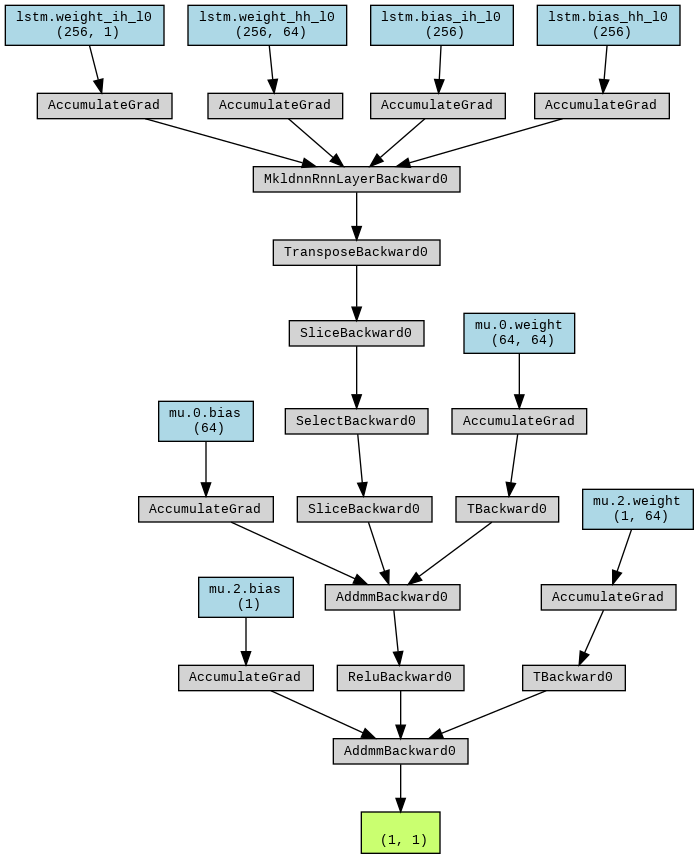 lstm.weight_ih_l0
(256, 1)
lstm.weight_hh_l0
(256, 64)
lstm.bias_ih_l0
(256)
lstm.bias_hh_l0
(256)
AccumulateGrad
AccumulateGrad
AccumulateGrad
AccumulateGrad
MkldnnRnnLayerBackward0
TransposeBackward0
SliceBackward0
mu.0.weight
(64, 64)
mu.0.bias
(64)
SelectBackward0
AccumulateGrad
AccumulateGrad
SliceBackward0
TBackward0
mu.2.weight
(1, 64)
mu.2.bias
(1)
AddmmBackward0
AccumulateGrad
AccumulateGrad
ReluBackward0
TBackward0
AddmmBackward0
(1, 1)